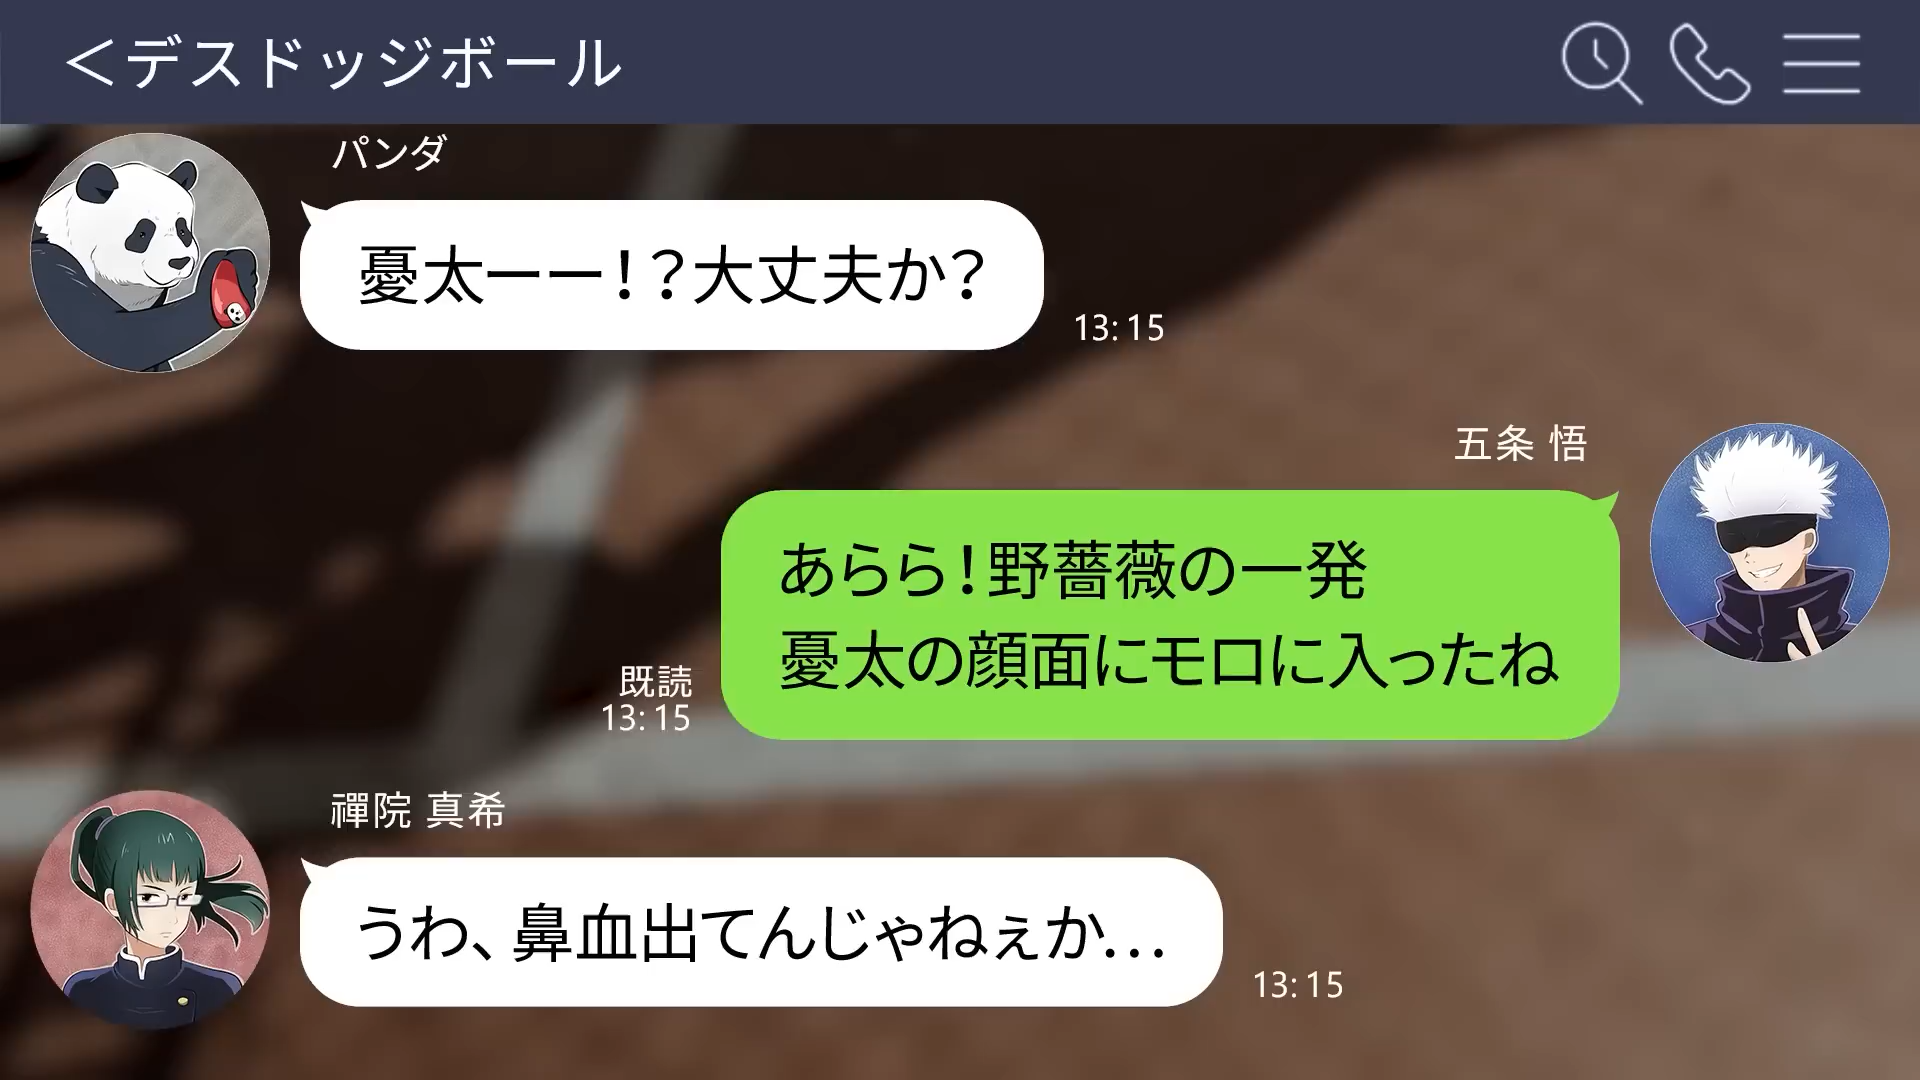 ＜デスドッジボール
パンダ
憂太ーー！？大丈夫か？
13:15
五条 悟
あらら！野薔薇の一発
憂太の顔面にモロに入ったね
既読
13:15
禪院 真希
うわ、鼻血出てんじゃねぇか…
13:15